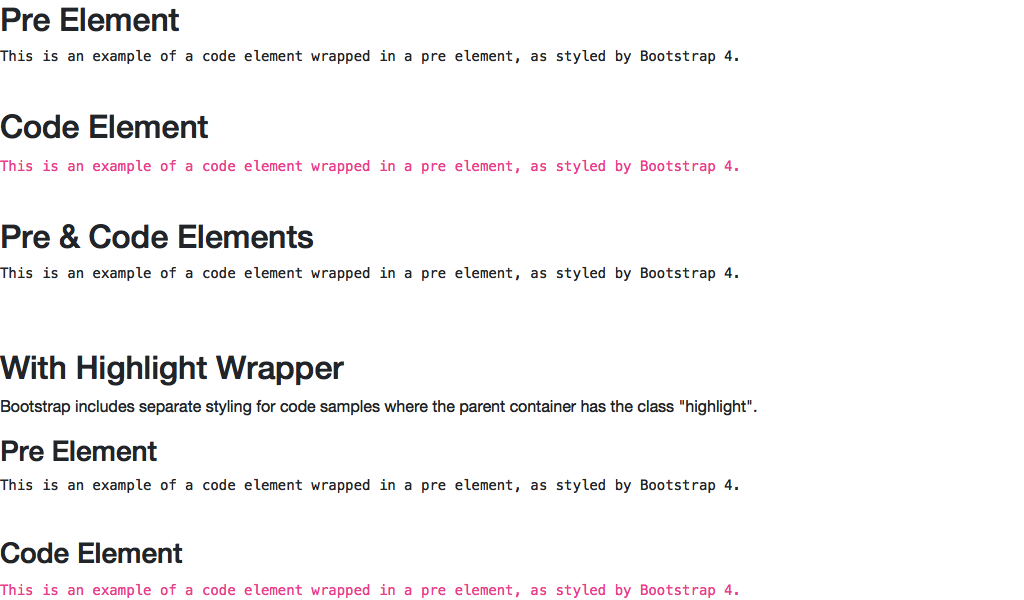 Pre Element
This is an example of a code element wrapped in a pre element, as styled by Bootstrap 4.
Code Element
This is an example of a code element wrapped in a pre element, as styled by Bootstrap 4.
Pre & Code Elements
This is an example of a code element wrapped in a pre element, as styled by Bootstrap 4.
With Highlight Wrapper
Bootstrap includes separate styling for code samples where the parent container has the class "highlight".
Pre Element
This is an example of a code element wrapped in a pre element, as styled by Bootstrap 4.
Code Element
This is an example of a code element wrapped in a pre element, as styled by Bootstrap 4.